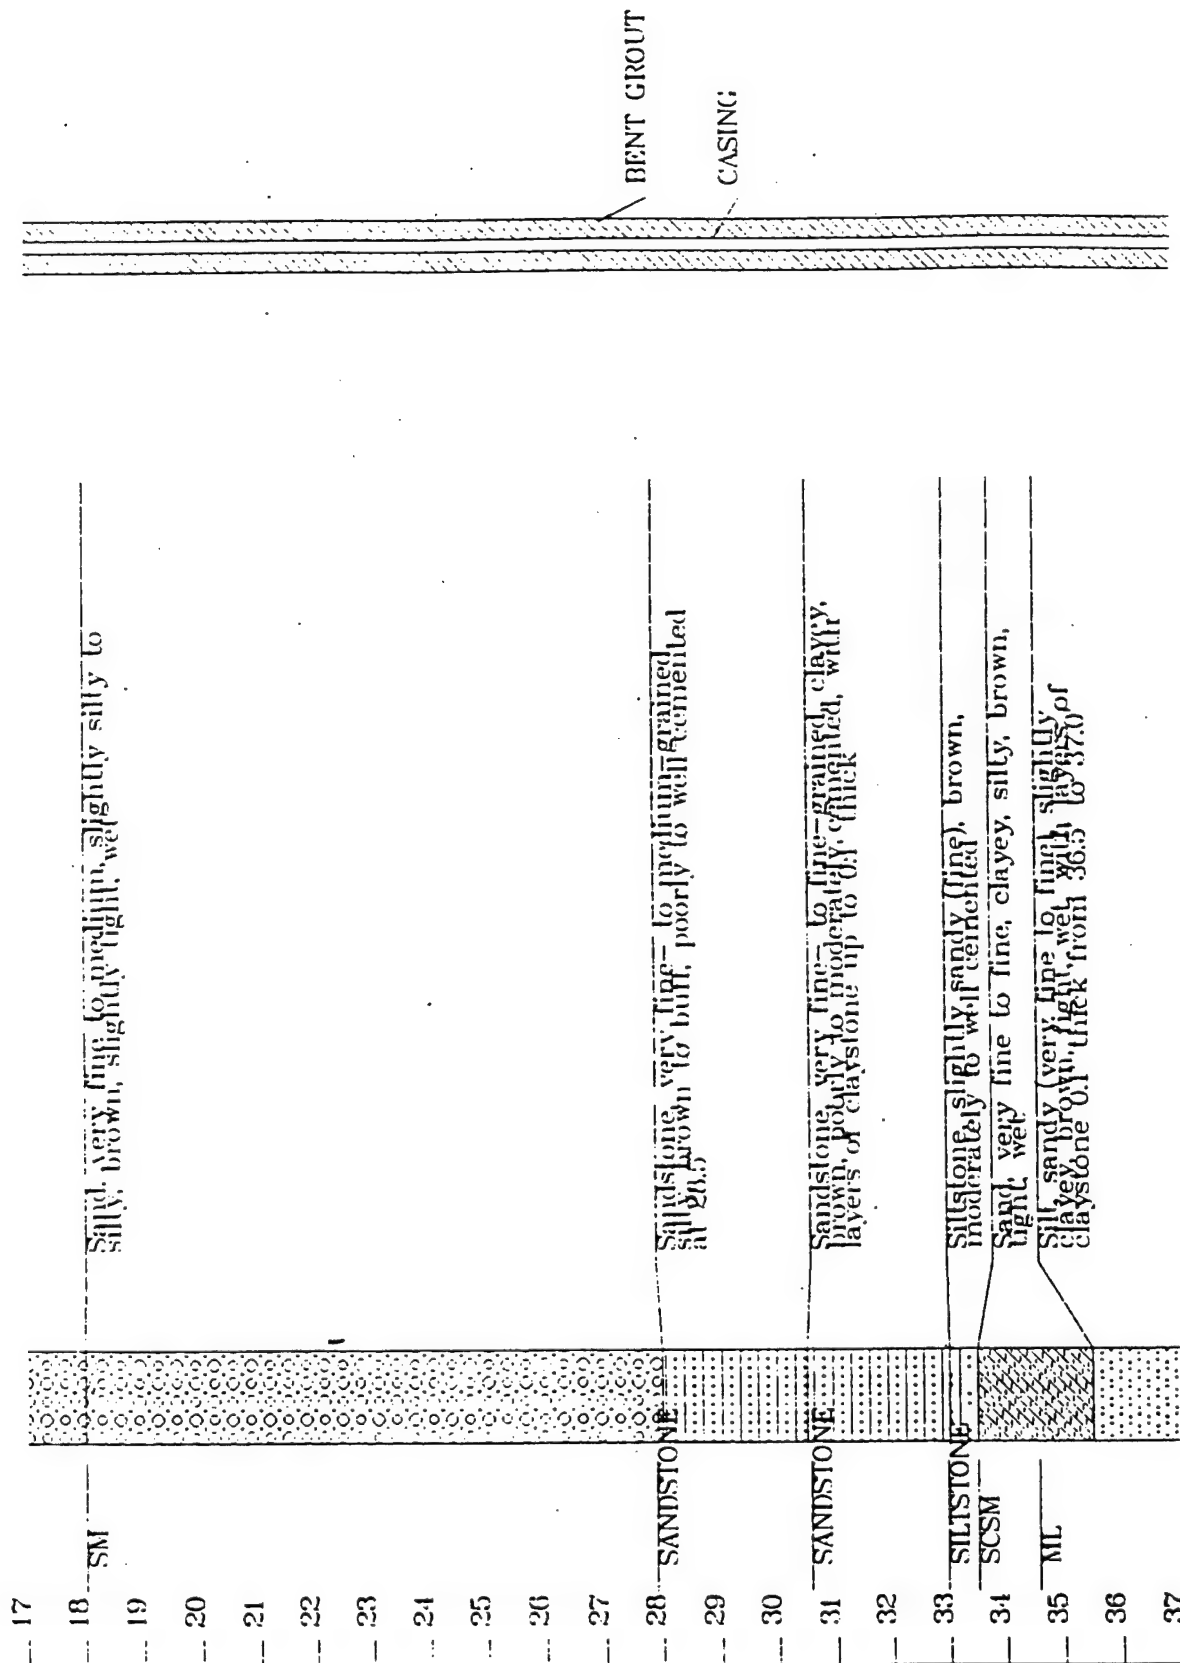 17
18
19
20
21
22
23
24
25
26
27
28
29
30
31
32
33
34
35
36
37
SM
SANDSTONE
SANDSTONE
SILTSTONE
SCSM
ML
Sand, very fine to medium, slightly silty to
silty, brown, slightly tight, wet
Sandstone, very fine- to medium-grained,
silty, brown to buff, poorly to well cemented
at 28.5
Sandstone, very fine- to fine-grained, clayey,
brown, poorly to moderately cemented, with
layers of claystone up to 0.1' thick
Siltstone, slightly sandy (fine), brown,
moderately to well cemented
Sand, very fine to fine, clayey, silty, brown,
tight, wet
Silt, sandy (very fine to fine), slightly
clayey, brown, tight, wet, with layers of
claystone 0.1' thick from 36.5 to 37.0'
BENT GROUT
CASING